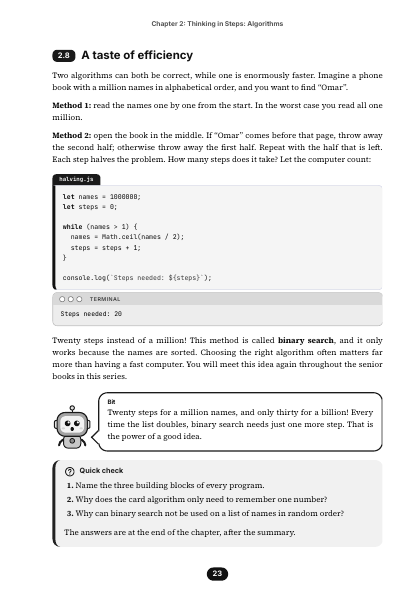 Chapter 2: Thinking in Steps: Algorithms
2.8 A taste of efficiency
Two algorithms can both be correct, while one is enormously faster. Imagine a phone
book with a million names in alphabetical order, and you want to find “Omar”.
Method 1: read the names one by one from the start. In the worst case you read all one
million.
Method 2: open the book in the middle. If “Omar” comes before that page, throw away
the second half; otherwise throw away the first half. Repeat with the half that is left.
Each step halves the problem. How many steps does it take? Let the computer count:
halving.js
let names = 1000000;
let steps = 0;
while (names > 1) {
  names = Math.ceil(names / 2);
  steps = steps + 1;
}
console.log(`Steps needed: ${steps}`);
TERMINAL
Steps needed: 20
Twenty steps instead of a million! This method is called binary search, and it only
works because the names are sorted. Choosing the right algorithm often matters far
more than having a fast computer. You will meet this idea again throughout the senior
books in this series.
Bit
Twenty steps for a million names, and only thirty for a billion! Every
time the list doubles, binary search needs just one more step. That is
the power of a good idea.
? Quick check
1. Name the three building blocks of every program.
2. Why does the card algorithm only need to remember one number?
3. Why can binary search not be used on a list of names in random order?
The answers are at the end of the chapter, after the summary.
23